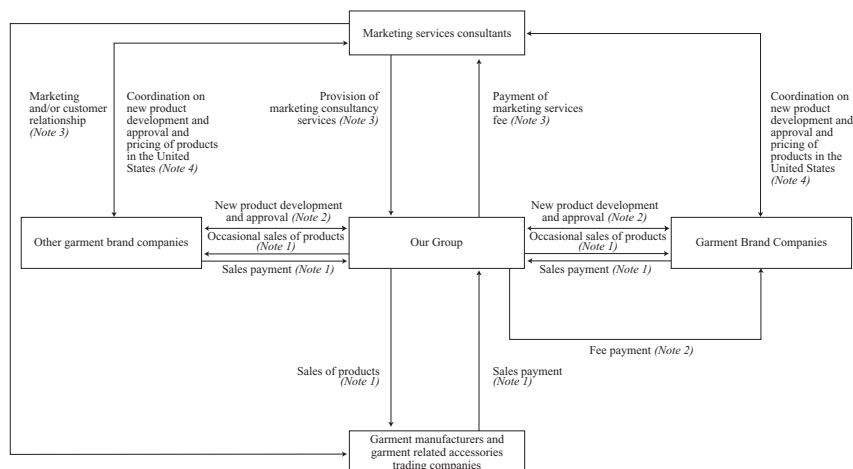 Marketing services consultants
Marketing
and/or customer
relationship
(Note 3)
Coordination on
new product
development and
approval and
pricing of products
in the United
States (Note 4)
Provision of
marketing consultancy
services (Note 3)
Payment of
marketing services
fee (Note 3)
Coordination on
new product
development and
approval and
pricing of
products in the
United States
(Note 4)
New product development
and approval (Note 2)
Occasional sales of products
(Note 1)
Sales payment (Note 1)
Other garment brand companies
Our Group
New product development
and approval (Note 2)
Occasional sales of products
(Note 1)
Sales payment (Note 1)
Garment Brand Companies
Fee payment (Note 2)
Sales of products
(Note 1)
Sales payment
(Note 1)
Garment manufacturers and
garment related accessories
trading companies